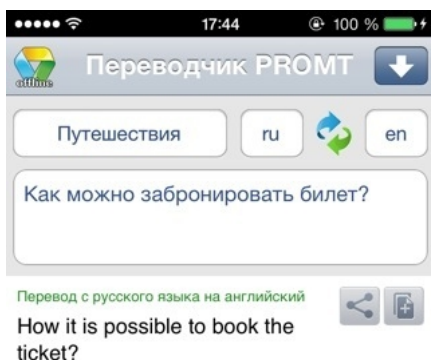 17:44 100 %
offline Переводчик PROMT
Путешествия ru en
Как можно забронировать билет?
Перевод с русского языка на английский
How it is possible to book the
ticket?